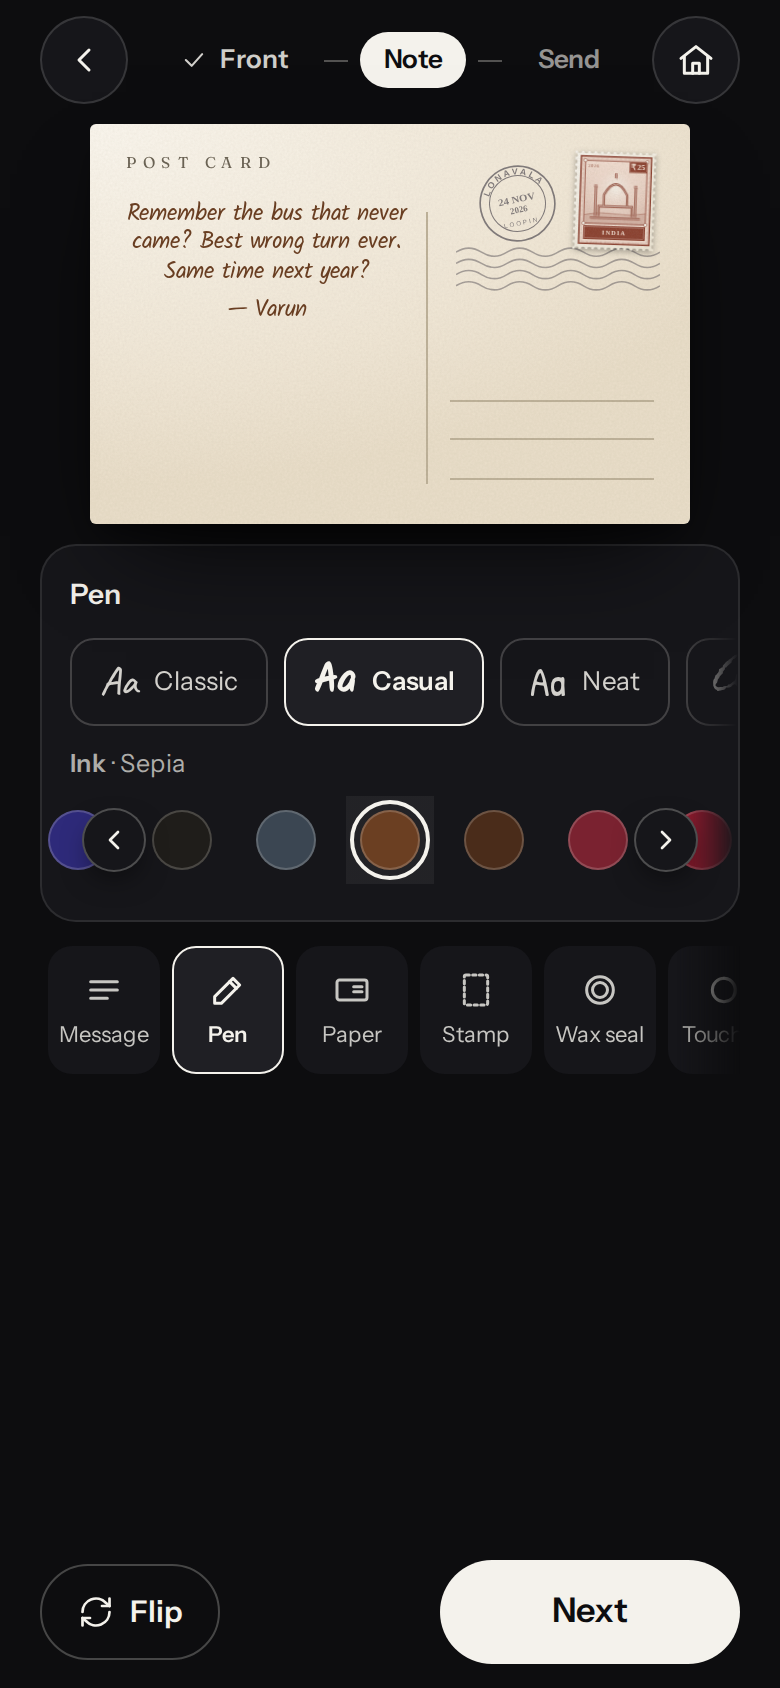 Front — Note — Send
POST CARD
Remember the bus that never
came? Best wrong turn ever.
Same time next year?
— Varun
LONAVALA
24 NOV
2026
LOOPIN
₹ 25
INDIA
Pen
Aa Classic
Aa Casual
Aa Neat
Ink · Sepia
Message
Pen
Paper
Stamp
Wax seal
Touch
Flip
Next